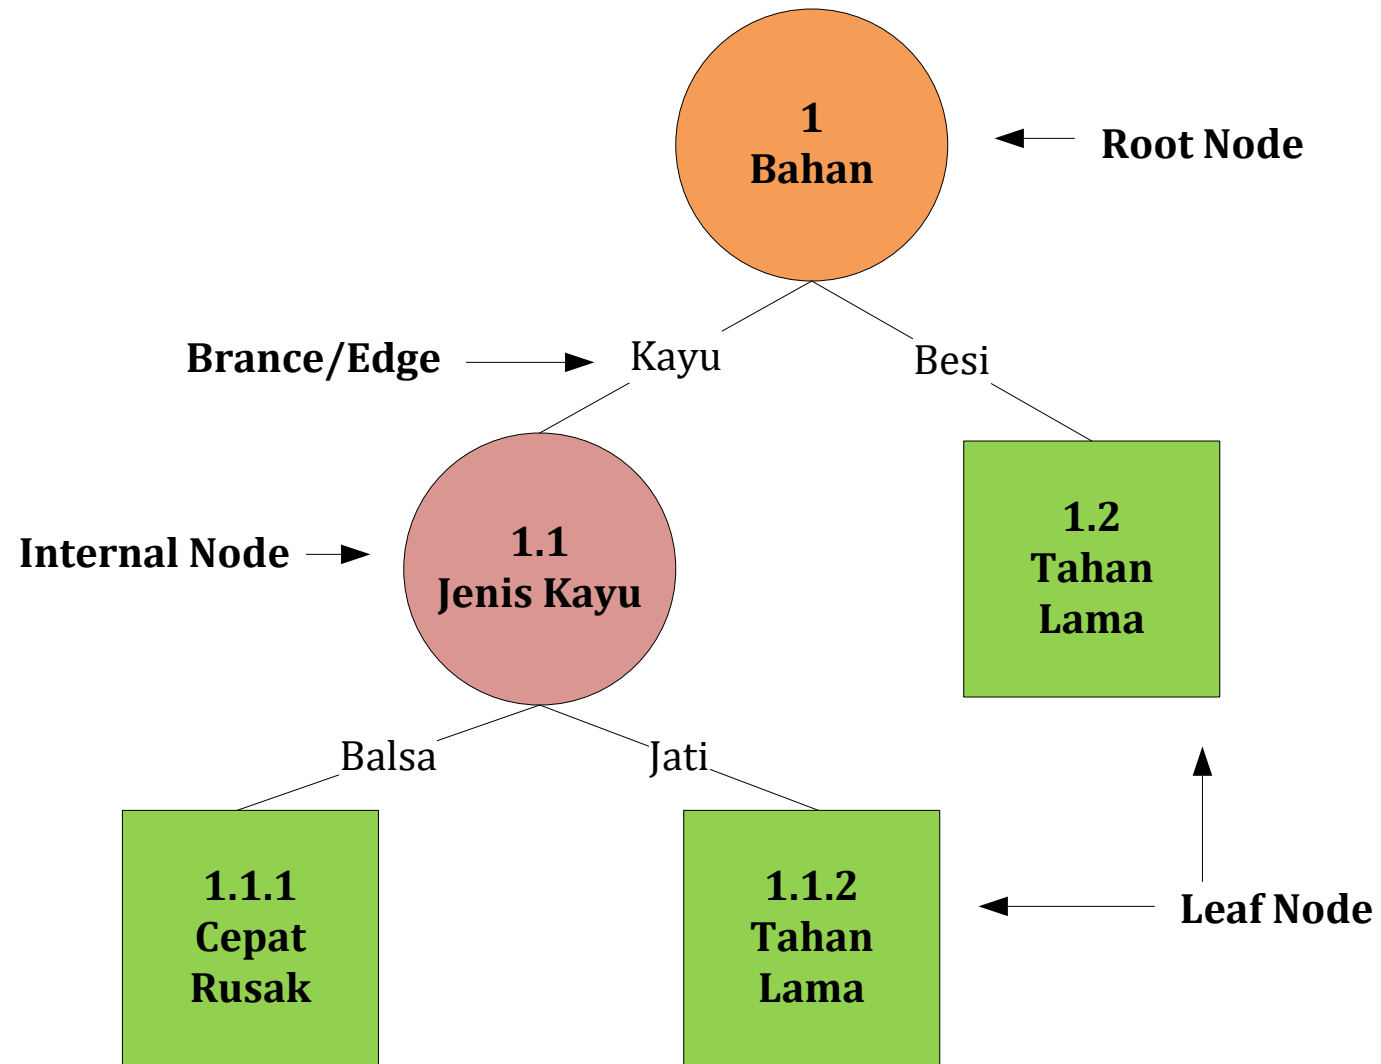 1
Bahan
Root Node
Brance/Edge
Kayu
Besi
Internal Node
1.1
Jenis Kayu
1.2
Tahan
Lama
Balsa
Jati
1.1.1
Cepat
Rusak
1.1.2
Tahan
Lama
Leaf Node